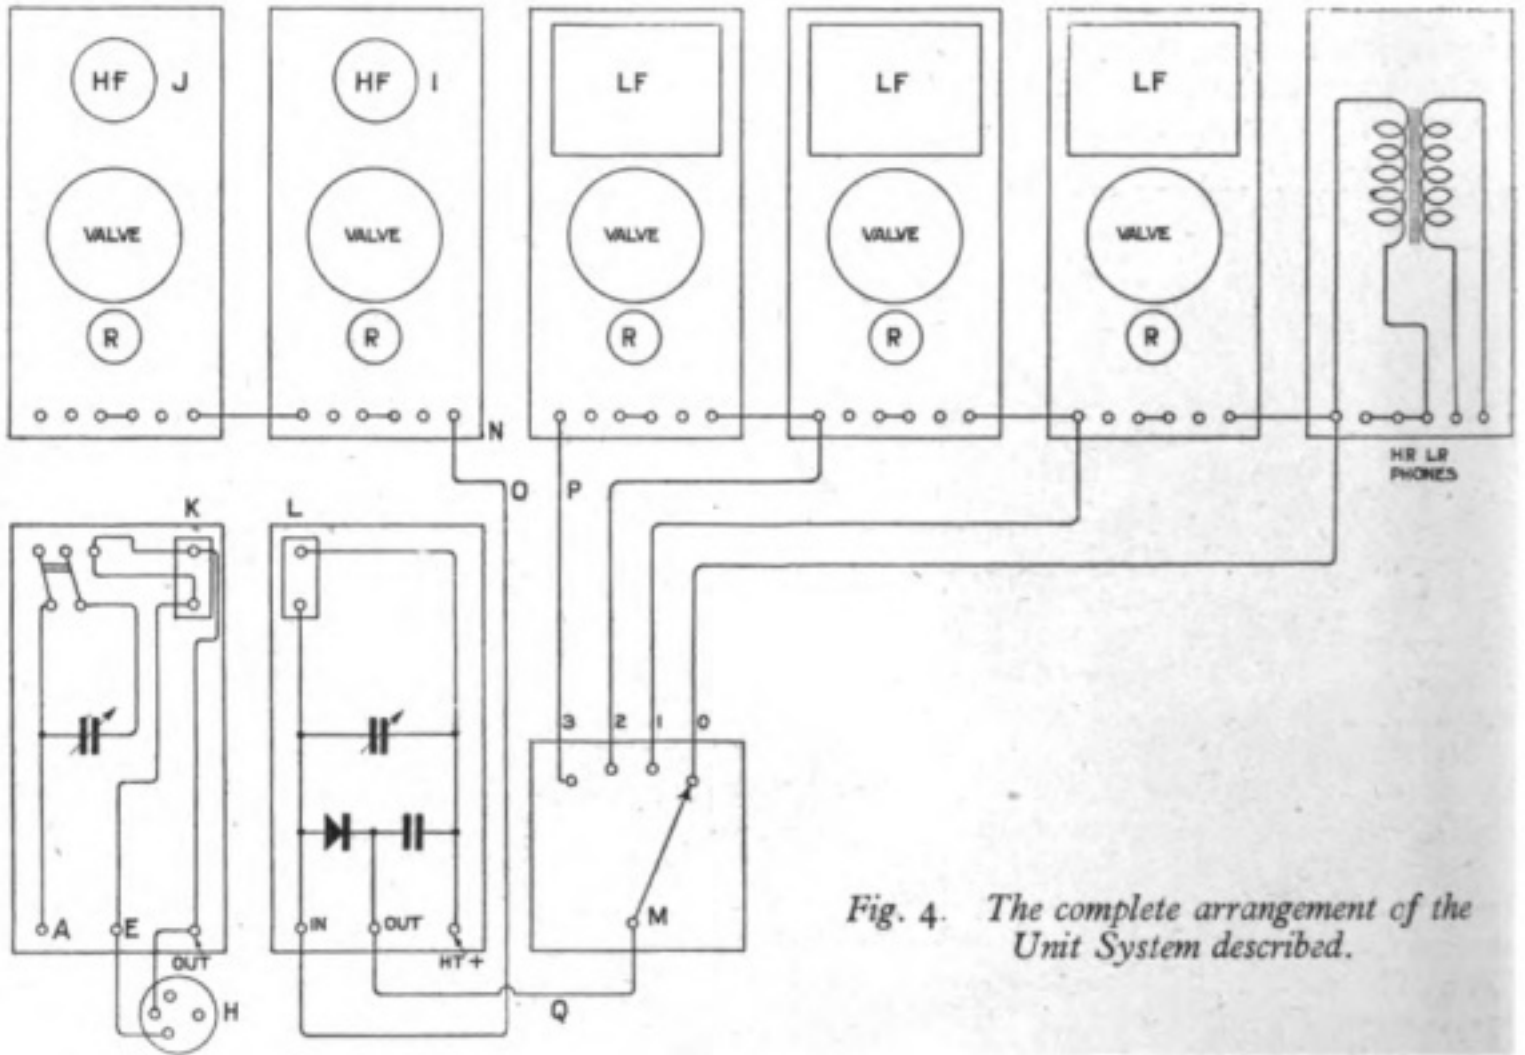 HF J
HF I
LF
LF
LF
VALVE
VALVE
VALVE
VALVE
VALVE
R
R
R
R
R
N
HR LR
PHONES
O
P
K
L
3
2
1
0
A
E
OUT
H
IN
OUT
HT+
M
Q
Fig. 4. The complete arrangement of the
Unit System described.